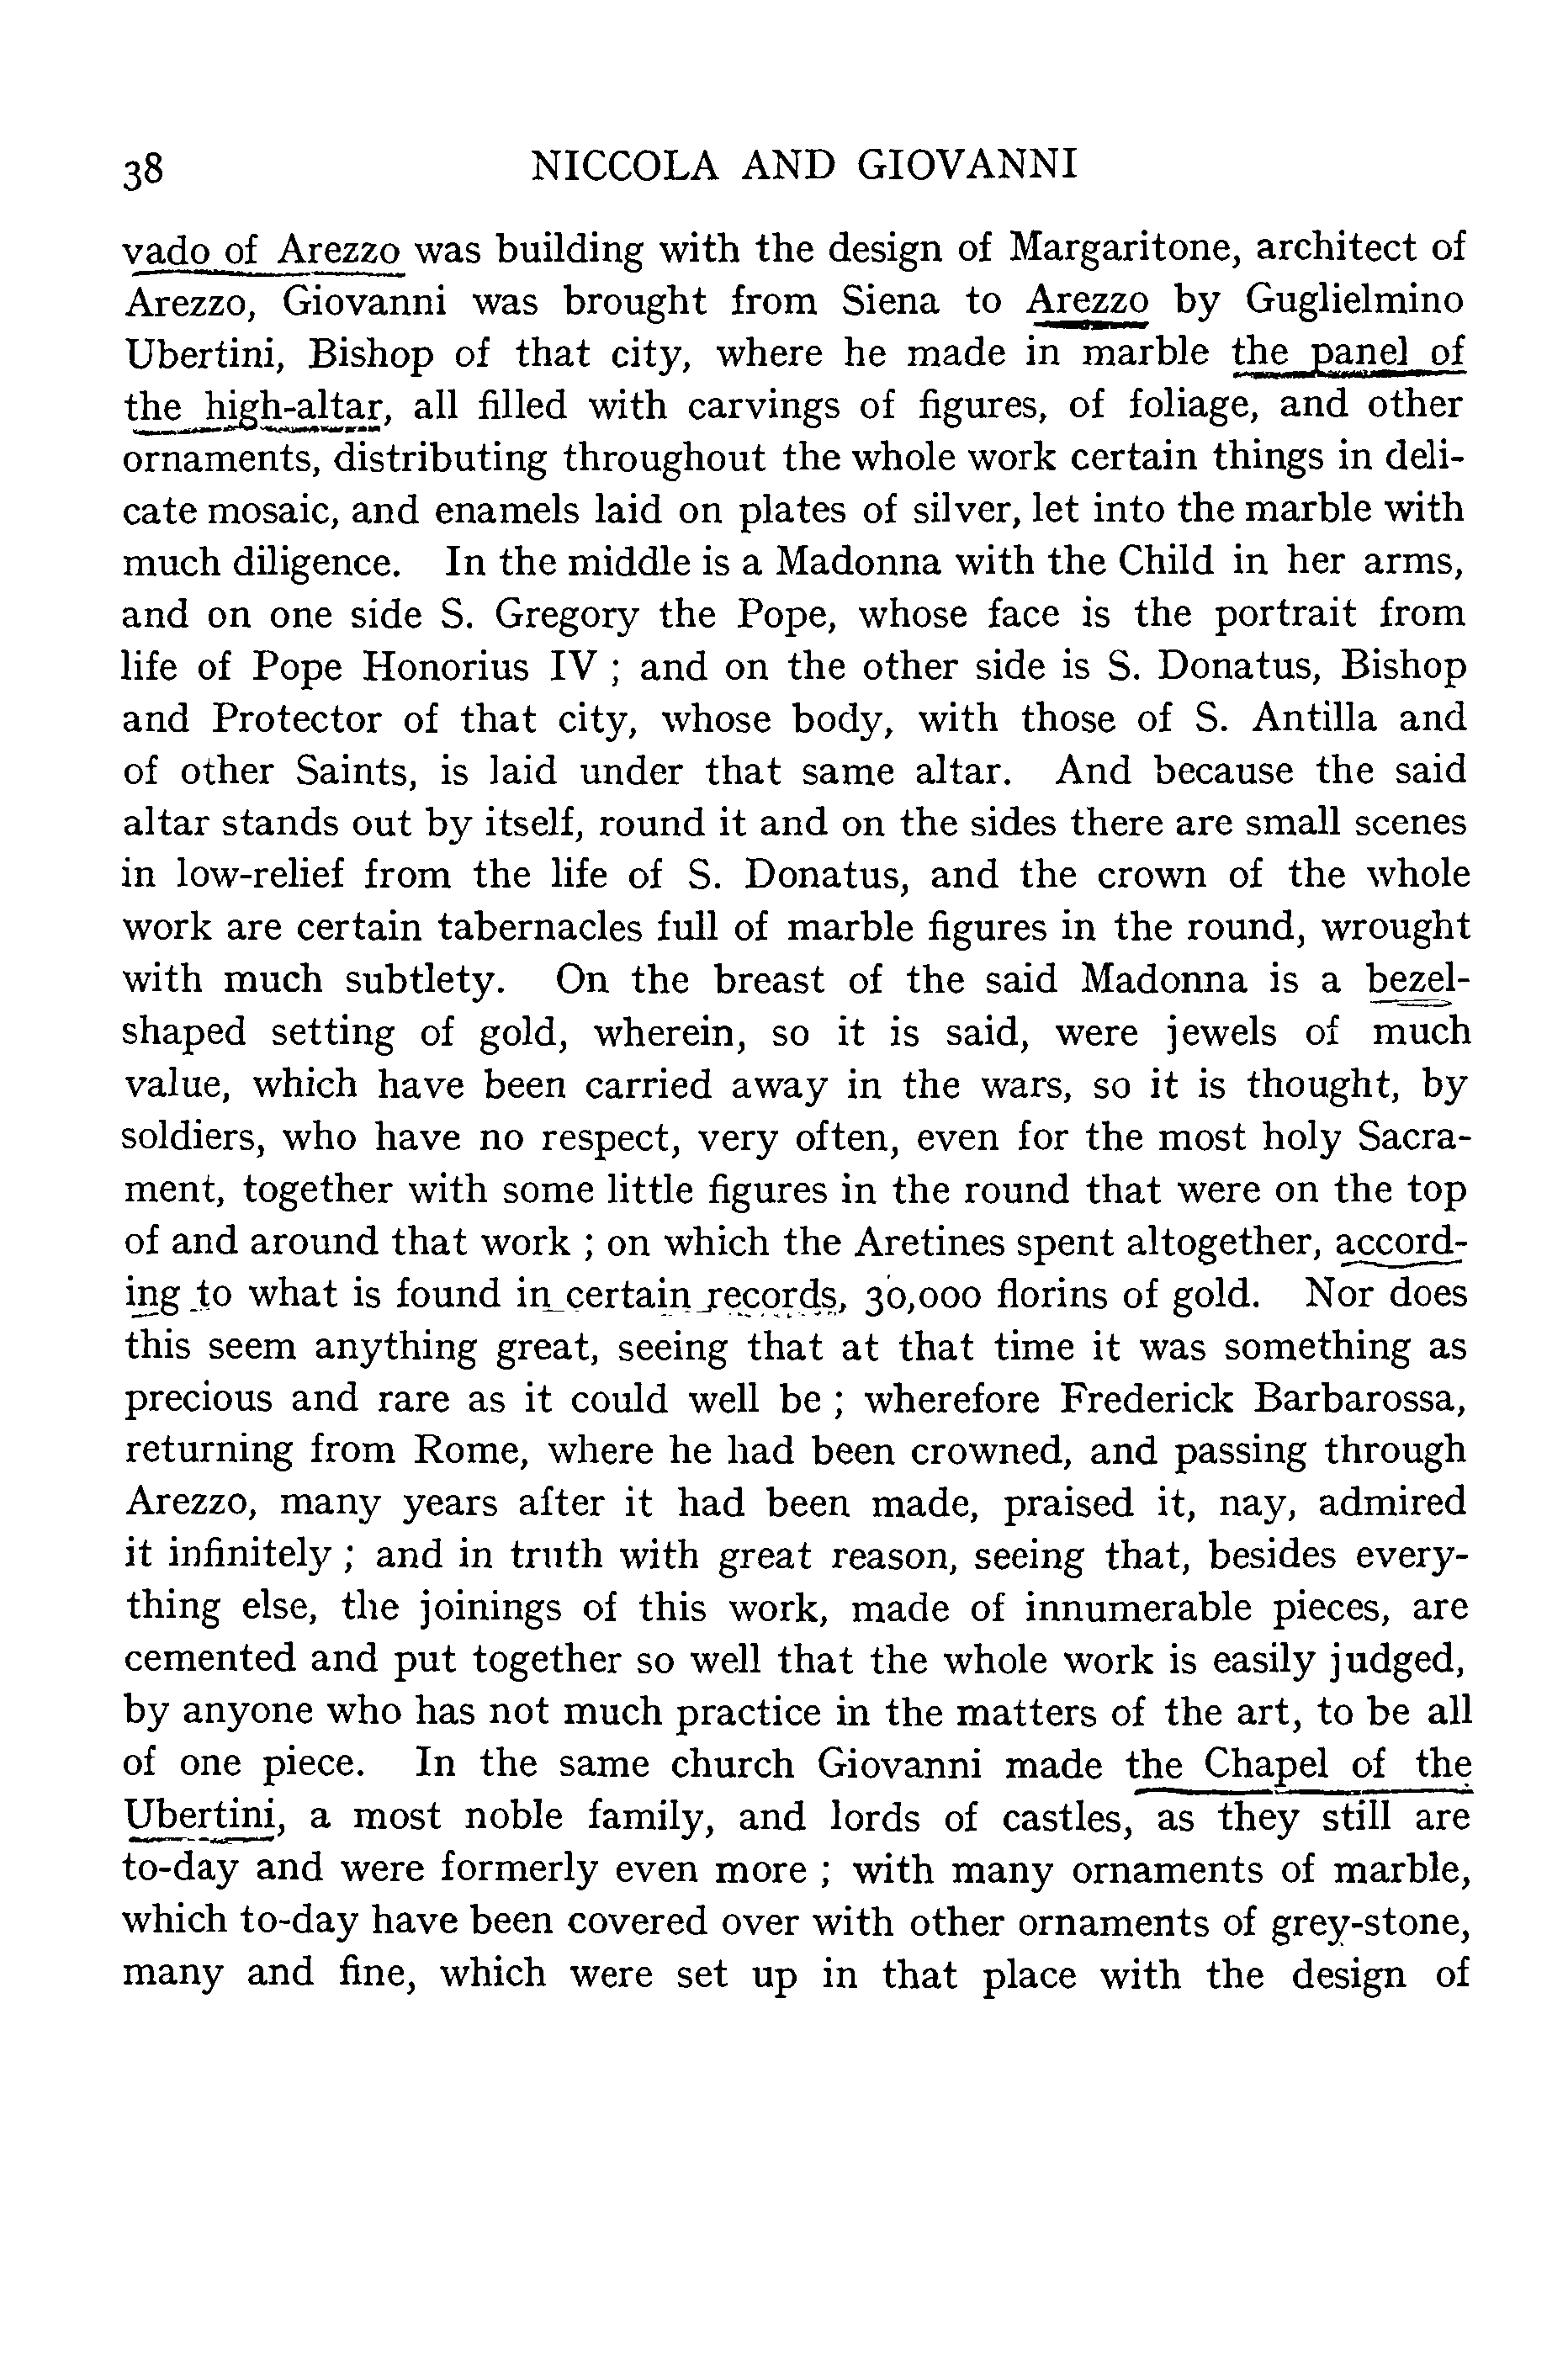 38 NICCOLA AND GIOVANNI
vado of Arezzo was building with the design of Margaritone, architect of
Arezzo, Giovanni was brought from Siena to Arezzo by Guglielmino
Ubertini, Bishop of that city, where he made in marble the panel of
the high-altar, all filled with carvings of figures, of foliage, and other
ornaments, distributing throughout the whole work certain things in deli-
cate mosaic, and enamels laid on plates of silver, let into the marble with
much diligence. In the middle is a Madonna with the Child in her arms,
and on one side S. Gregory the Pope, whose face is the portrait from
life of Pope Honorius IV ; and on the other side is S. Donatus, Bishop
and Protector of that city, whose body, with those of S. Antilla and
of other Saints, is laid under that same altar. And because the said
altar stands out by itself, round it and on the sides there are small scenes
in low-relief from the life of S. Donatus, and the crown of the whole
work are certain tabernacles full of marble figures in the round, wrought
with much subtlety. On the breast of the said Madonna is a bezel-
shaped setting of gold, wherein, so it is said, were jewels of much
value, which have been carried away in the wars, so it is thought, by
soldiers, who have no respect, very often, even for the most holy Sacra-
ment, together with some little figures in the round that were on the top
of and around that work ; on which the Aretines spent altogether, accord-
ing to what is found in certain records, 30,000 florins of gold. Nor does
this seem anything great, seeing that at that time it was something as
precious and rare as it could well be ; wherefore Frederick Barbarossa,
returning from Rome, where he had been crowned, and passing through
Arezzo, many years after it had been made, praised it, nay, admired
it infinitely ; and in truth with great reason, seeing that, besides every-
thing else, the joinings of this work, made of innumerable pieces, are
cemented and put together so well that the whole work is easily judged,
by anyone who has not much practice in the matters of the art, to be all
of one piece. In the same church Giovanni made the Chapel of the
Ubertini, a most noble family, and lords of castles, as they still are
to-day and were formerly even more ; with many ornaments of marble,
which to-day have been covered over with other ornaments of grey-stone,
many and fine, which were set up in that place with the design of